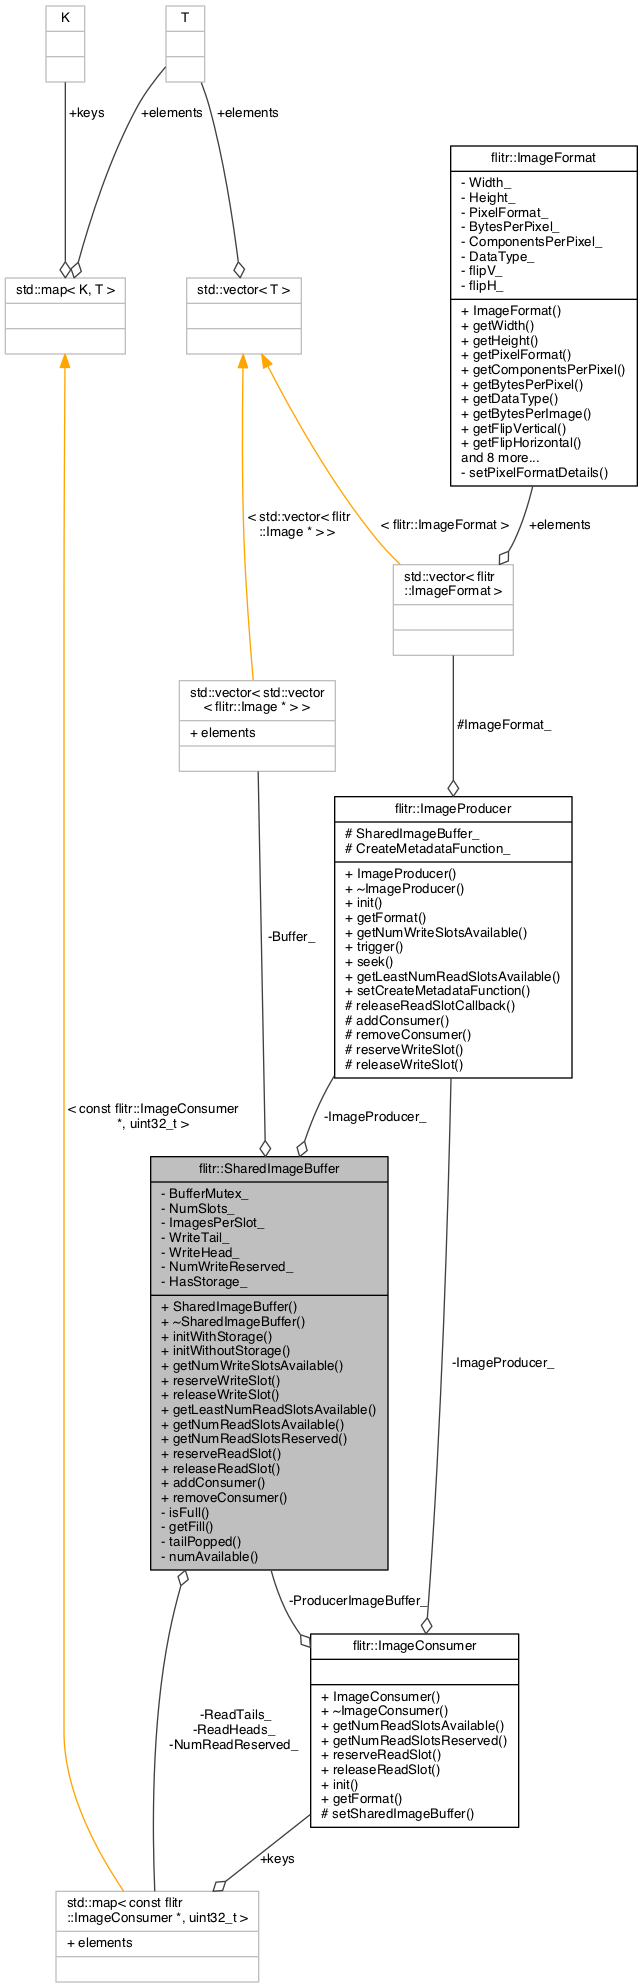 K
T
+keys
+elements
+elements
flitr::ImageFormat
- Width_
- Height_
- PixelFormat_
- BytesPerPixel_
- ComponentsPerPixel_
- DataType_
- flipV_
- flipH_
+ ImageFormat()
+ getWidth()
+ getHeight()
+ getPixelFormat()
+ getComponentsPerPixel()
+ getBytesPerPixel()
+ getDataType()
+ getBytesPerImage()
+ getFlipVertical()
+ getFlipHorizontal()
and 8 more...
- setPixelFormatDetails()
std::map< K, T >
std::vector< T >
< std::vector< flitr
::Image * > >
< flitr::ImageFormat >
+elements
std::vector< flitr
::ImageFormat >
std::vector< std::vector
< flitr::Image * > >
+ elements
#ImageFormat_
flitr::ImageProducer
# SharedImageBuffer_
# CreateMetadataFunction_
+ ImageProducer()
+ ~ImageProducer()
+ init()
+ getFormat()
+ getNumWriteSlotsAvailable()
+ trigger()
+ seek()
+ getLeastNumReadSlotsAvailable()
+ setCreateMetadataFunction()
# releaseReadSlotCallback()
# addConsumer()
# removeConsumer()
# reserveWriteSlot()
# releaseWriteSlot()
-Buffer_
< const flitr::ImageConsumer
*, uint32_t >
-ImageProducer_
flitr::SharedImageBuffer
- BufferMutex_
- NumSlots_
- ImagesPerSlot_
- WriteTail_
- WriteHead_
- NumWriteReserved_
- HasStorage_
+ SharedImageBuffer()
+ ~SharedImageBuffer()
+ initWithStorage()
+ initWithoutStorage()
+ getNumWriteSlotsAvailable()
+ reserveWriteSlot()
+ releaseWriteSlot()
+ getLeastNumReadSlotsAvailable()
+ getNumReadSlotsAvailable()
+ getNumReadSlotsReserved()
+ reserveReadSlot()
+ releaseReadSlot()
+ addConsumer()
+ removeConsumer()
- isFull()
- getFill()
- tailPopped()
- numAvailable()
-ImageProducer_
-ProducerImageBuffer_
flitr::ImageConsumer
+ ImageConsumer()
+ ~ImageConsumer()
+ getNumReadSlotsAvailable()
+ getNumReadSlotsReserved()
+ reserveReadSlot()
+ releaseReadSlot()
+ init()
+ getFormat()
# setSharedImageBuffer()
-ReadTails_
-ReadHeads_
-NumReadReserved_
+keys
std::map< const flitr
::ImageConsumer *, uint32_t >
+ elements